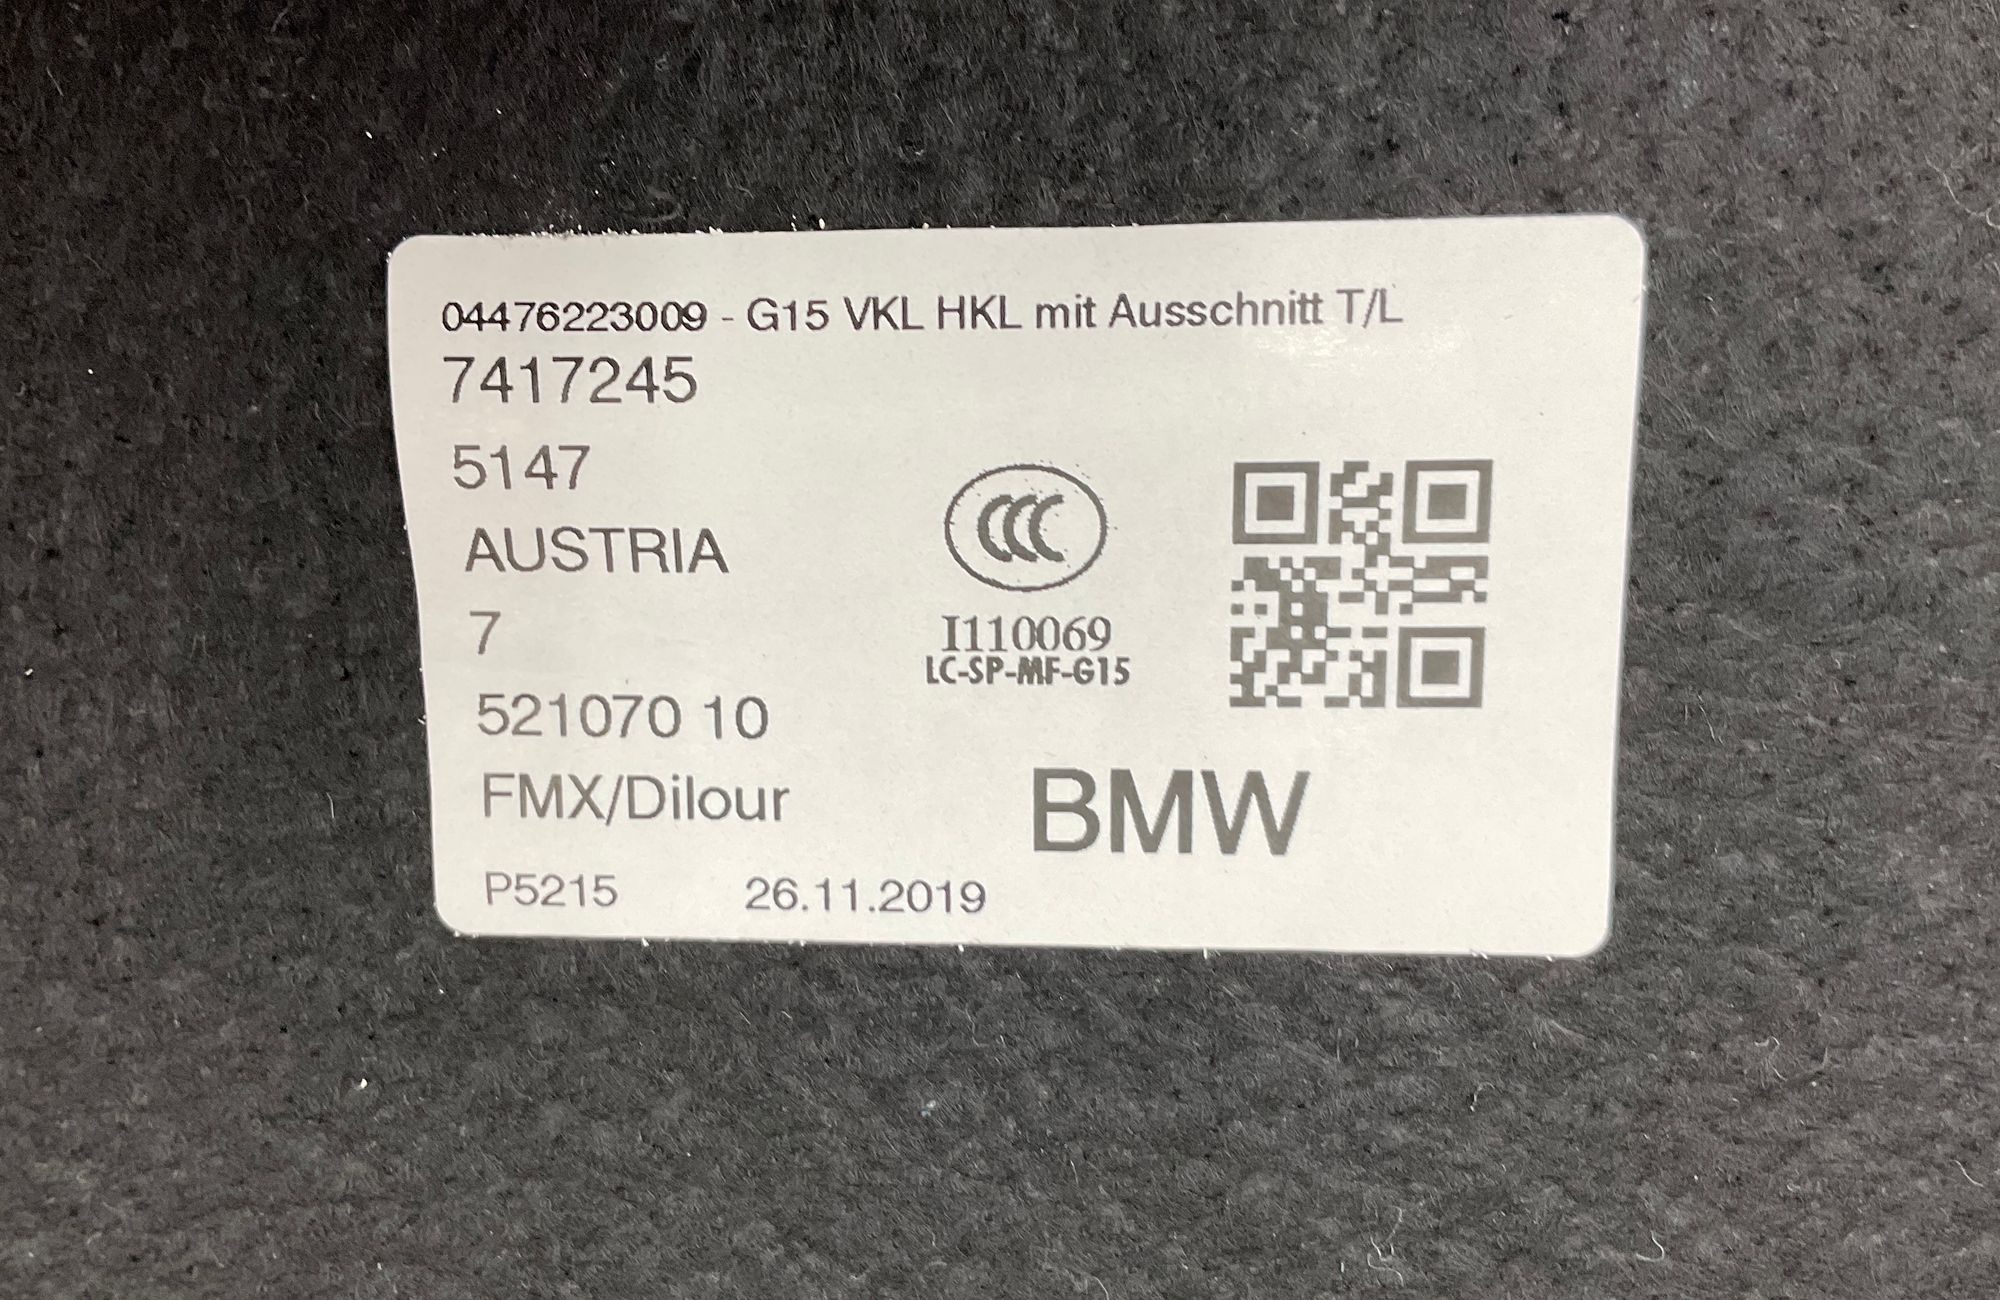 04476223009 - G15 VKL HKL mit Ausschnitt T/L
7417245
5147
AUSTRIA
7
521070 10
FMX/Dilour
P5215 26.11.2019
CCC
I110069
LC-SP-MF-G15
BMW